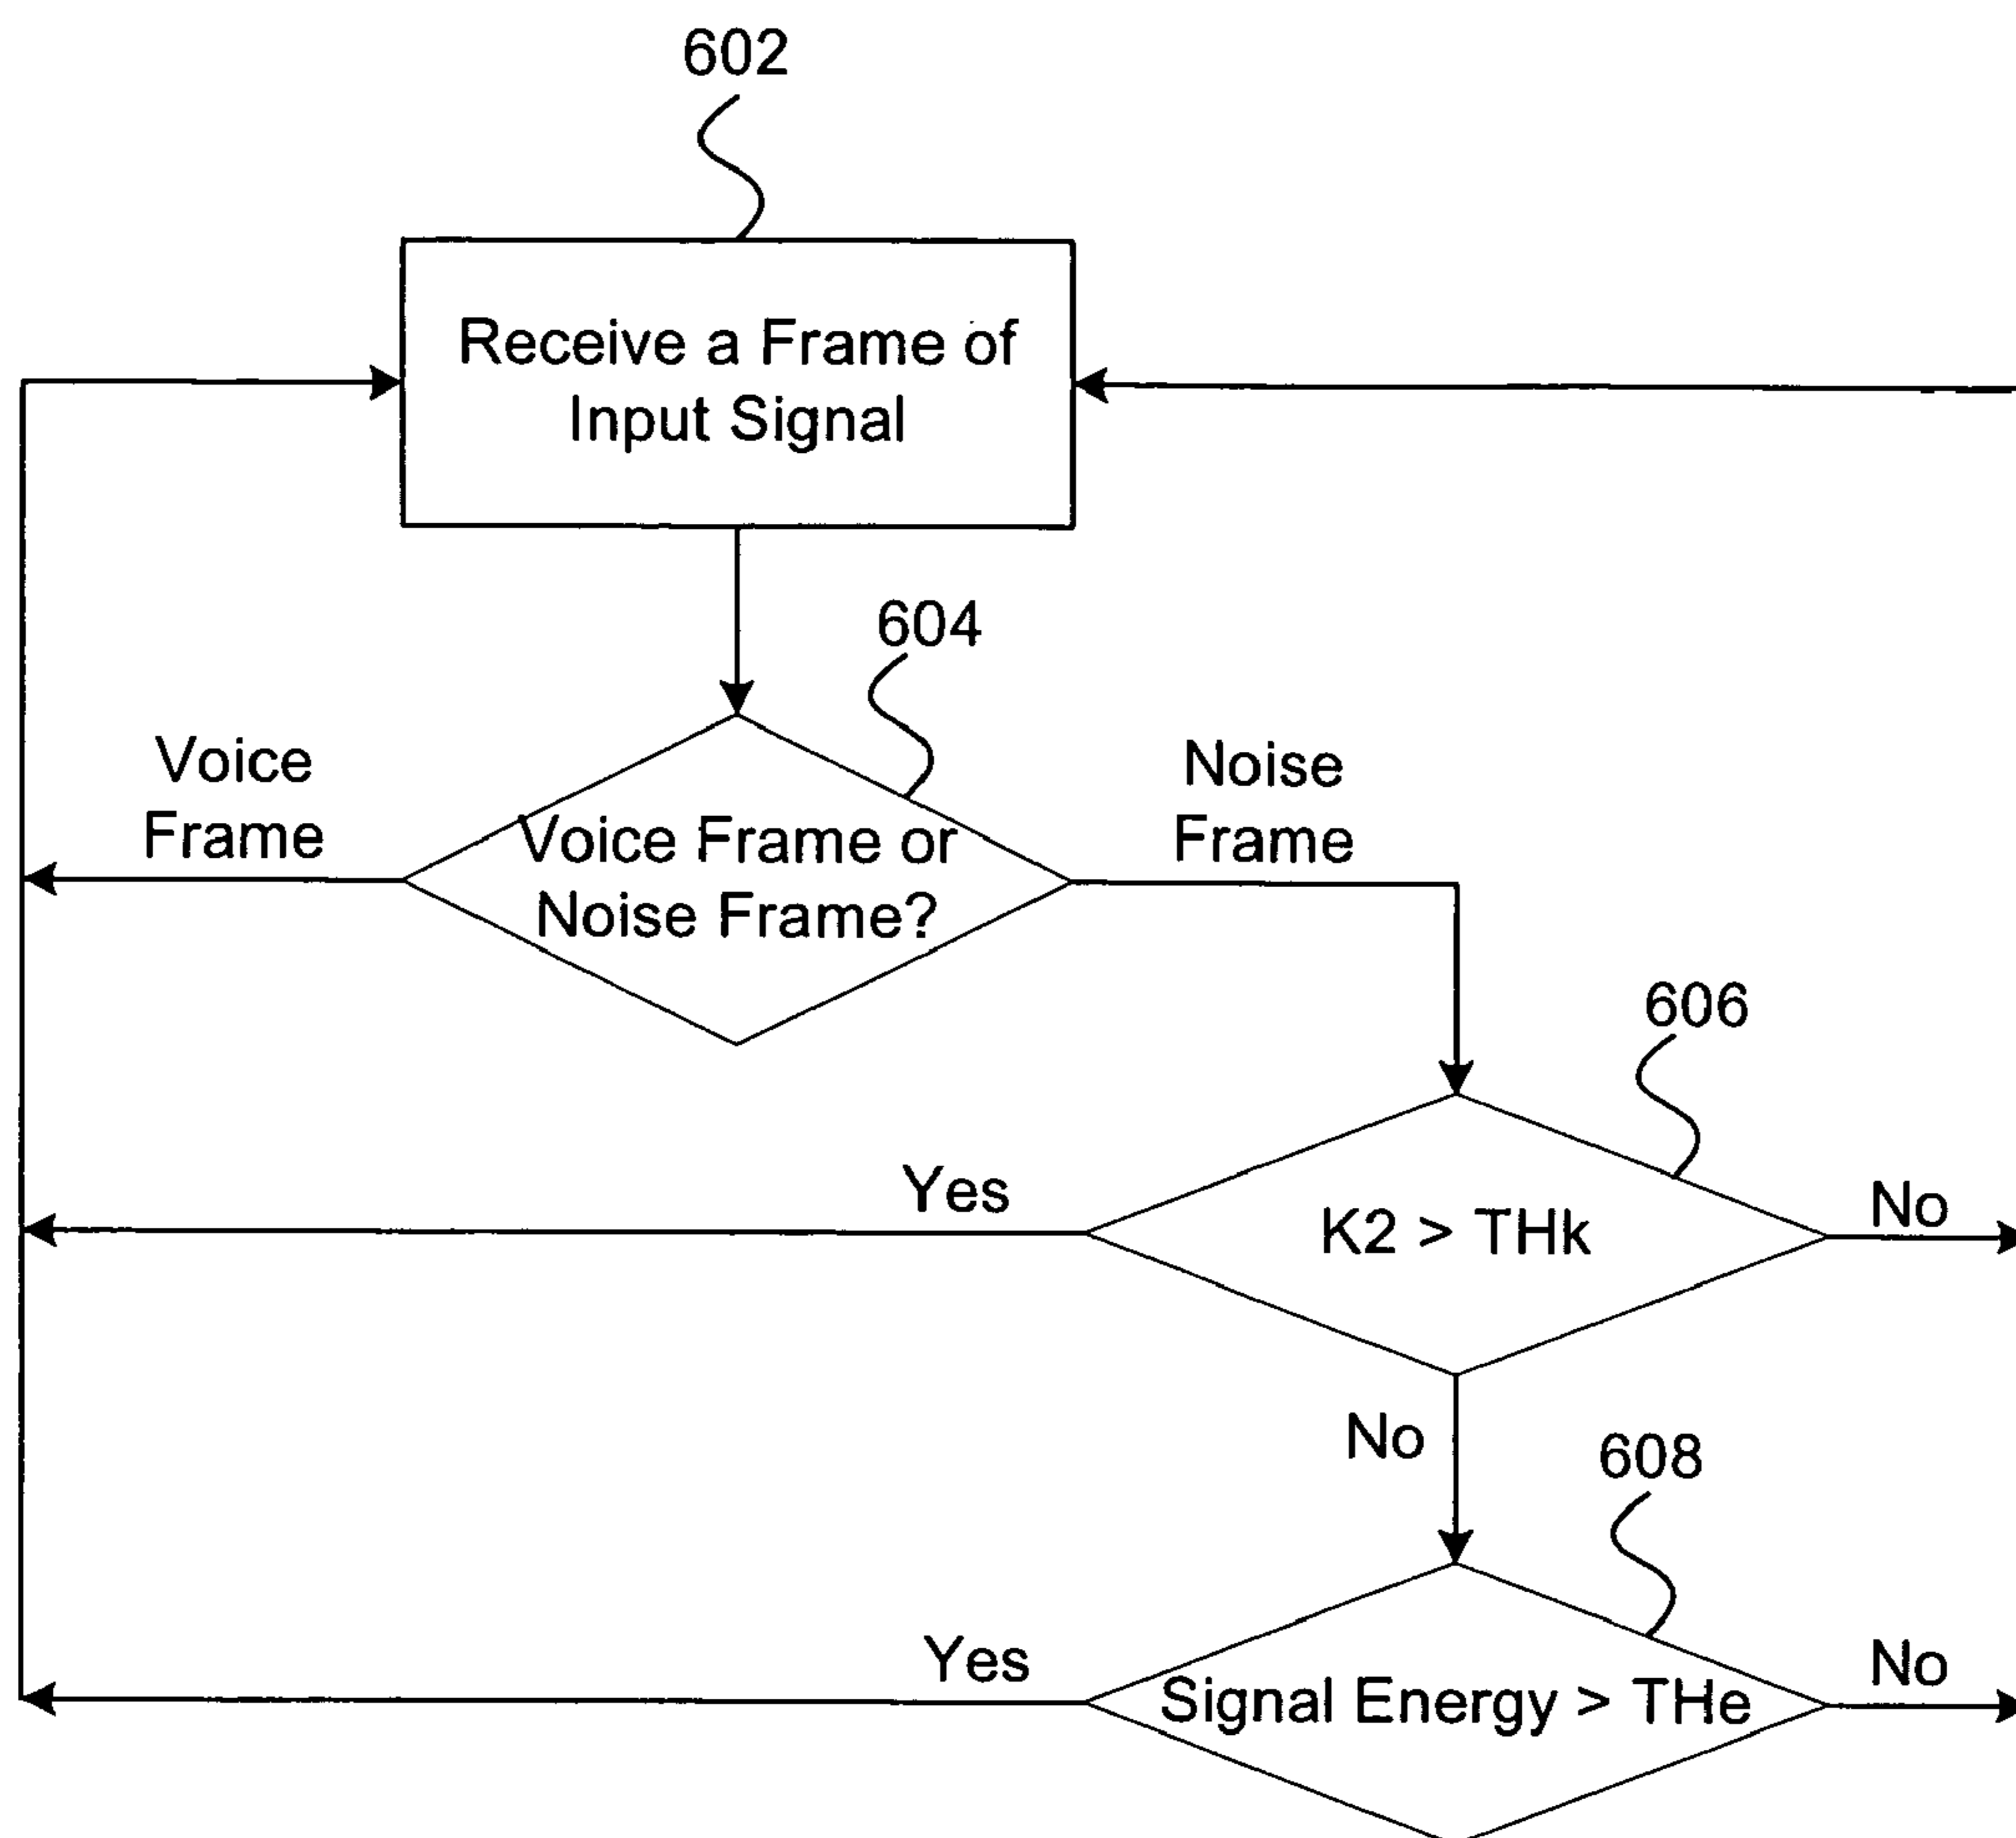 602
Receive a Frame of
Input Signal
604
Voice
Frame
Voice Frame or
Noise Frame?
Noise
Frame
606
Yes
K2 > THk
No
No
608
Yes
Signal Energy > THe
No